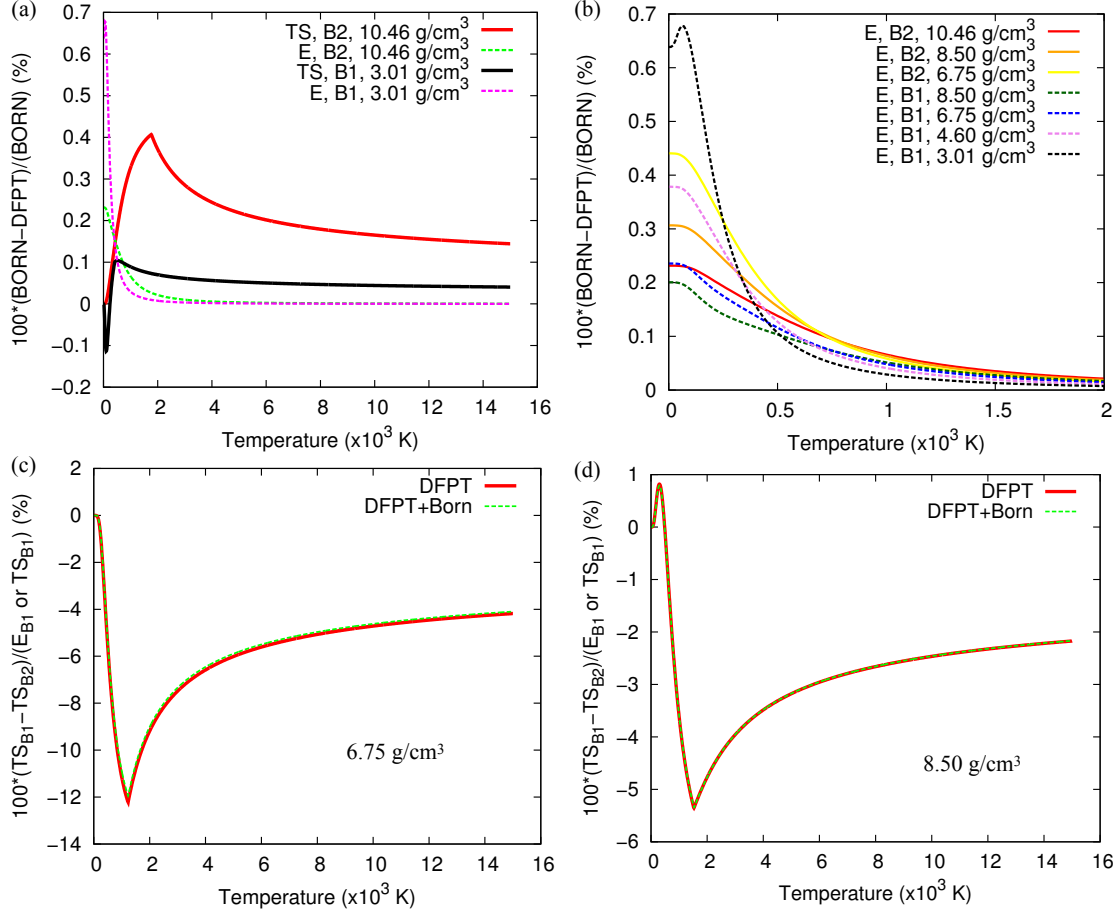 (a)
100*(BORN−DFPT)/(BORN) (%)
0.7
0.6
0.5
0.4
0.3
0.2
0.1
0
−0.1
−0.2
TS, B2, 10.46 g/cm³
E, B2, 10.46 g/cm³
TS, B1, 3.01 g/cm³
E, B1, 3.01 g/cm³
0 2 4 6 8 10 12 14 16
Temperature (x10³ K)
(b)
100*(BORN−DFPT)/(BORN) (%)
0.7
0.6
0.5
0.4
0.3
0.2
0.1
0
E, B2, 10.46 g/cm³
E, B2, 8.50 g/cm³
E, B2, 6.75 g/cm³
E, B1, 8.50 g/cm³
E, B1, 6.75 g/cm³
E, B1, 4.60 g/cm³
E, B1, 3.01 g/cm³
0 0.5 1 1.5 2
Temperature (x10³ K)
(c)
100*(TS_B1−TS_B2)/(E_B1 or TS_B1) (%)
2
0
−2
−4
−6
−8
−10
−12
−14
DFPT
DFPT+Born
6.75 g/cm³
0 2 4 6 8 10 12 14 16
Temperature (x10³ K)
(d)
100*(TS_B1−TS_B2)/(E_B1 or TS_B1) (%)
1
0
−1
−2
−3
−4
−5
−6
DFPT
DFPT+Born
8.50 g/cm³
0 2 4 6 8 10 12 14 16
Temperature (x10³ K)